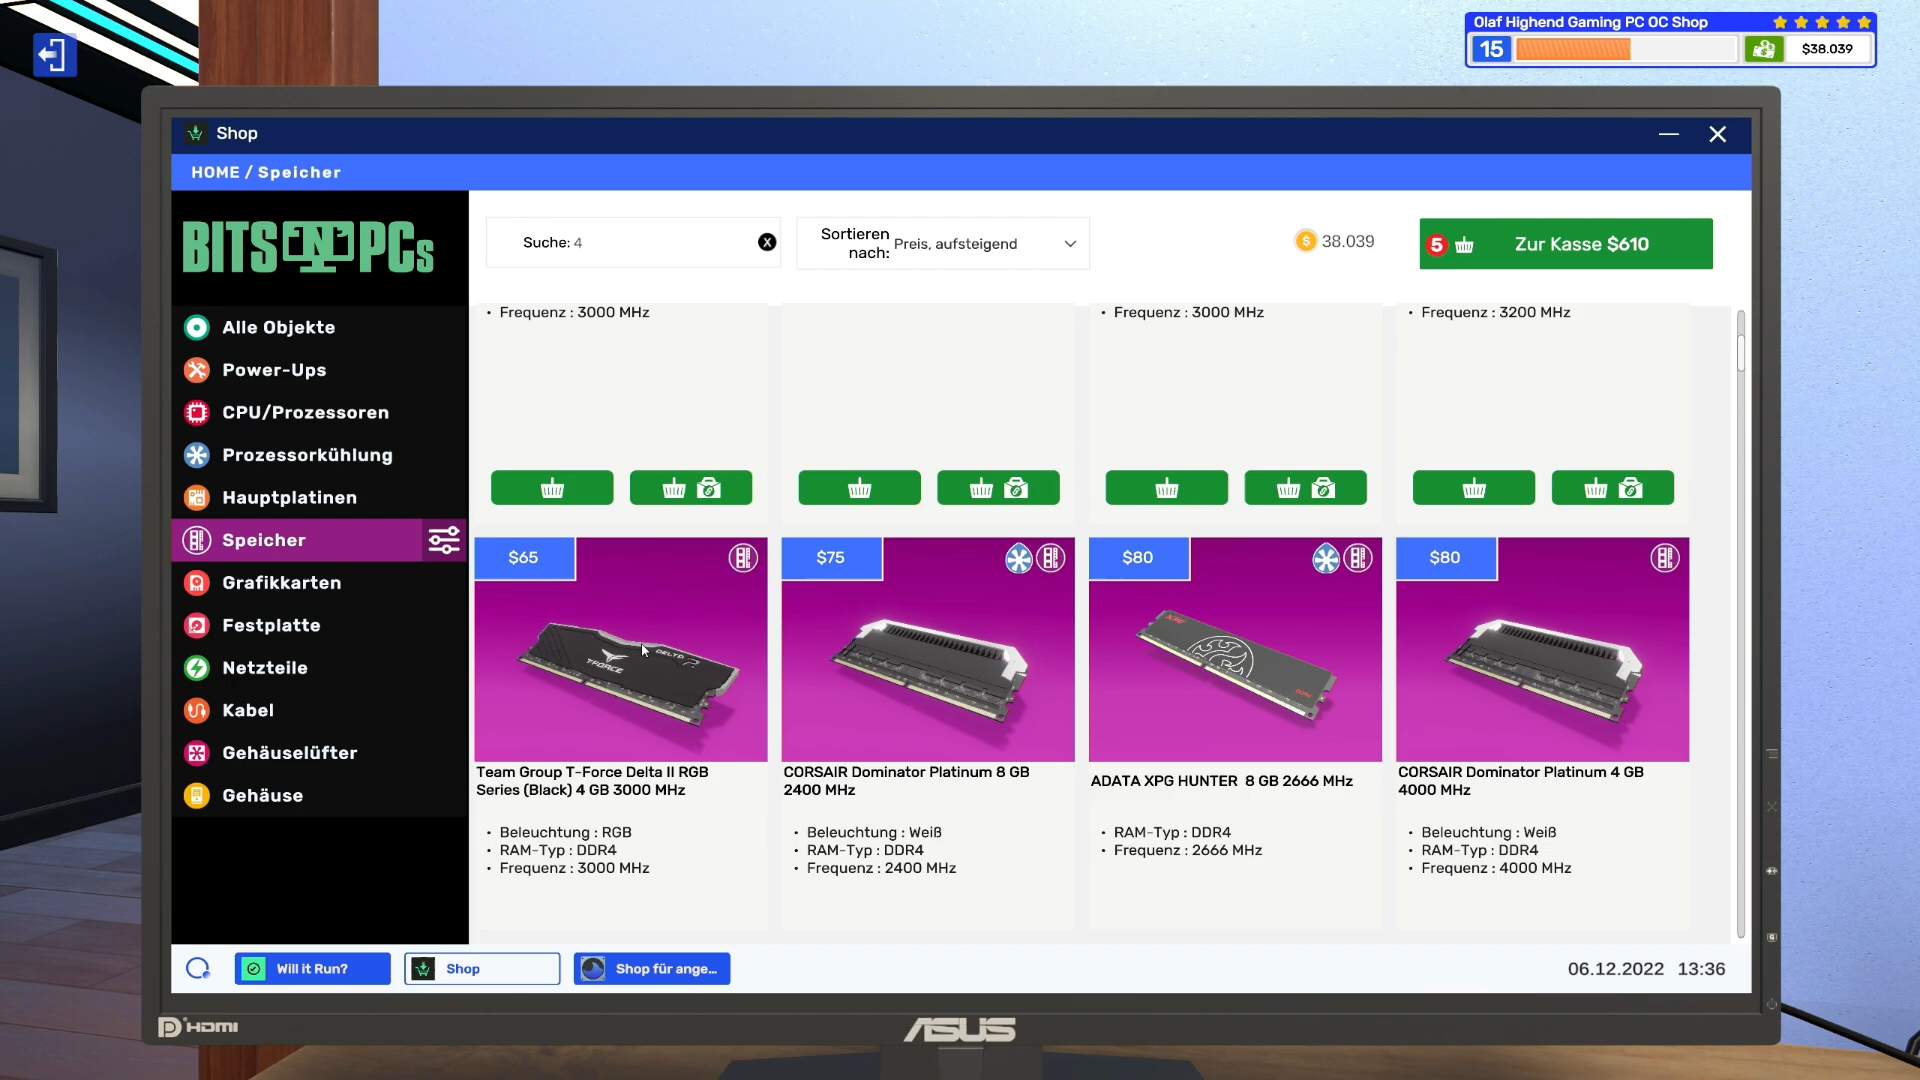 Olaf Highend Gaming PC OC Shop
15
$38.039
Shop
HOME / Speicher
BITS N PCs
Suche: 4
X
Sortieren nach: Preis, aufsteigend
38.039
5
Zur Kasse $610
Alle Objekte
Power-Ups
CPU/Prozessoren
Prozessorkühlung
Hauptplatinen
Speicher
Grafikkarten
Festplatte
Netzteile
Kabel
Gehäuselüfter
Gehäuse
• Frequenz : 3000 MHz
• Frequenz : 3000 MHz
• Frequenz : 3200 MHz
$65
T-FORCE
DELTA
Team Group T-Force Delta II RGB
Series (Black) 4 GB 3000 MHz
• Beleuchtung : RGB
• RAM-Typ : DDR4
• Frequenz : 3000 MHz
$75
CORSAIR Dominator Platinum 8 GB
2400 MHz
• Beleuchtung : Weiß
• RAM-Typ : DDR4
• Frequenz : 2400 MHz
$80
XPG
DDR4
ADATA XPG HUNTER 8 GB 2666 MHz
• RAM-Typ : DDR4
• Frequenz : 2666 MHz
$80
CORSAIR Dominator Platinum 4 GB
4000 MHz
• Beleuchtung : Weiß
• RAM-Typ : DDR4
• Frequenz : 4000 MHz
Will it Run?
Shop
Shop für ange...
06.12.2022 13:36
HDMI
ASUS